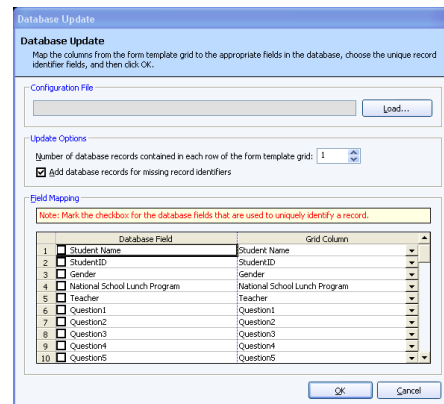 Database Update
Database Update
Map the columns from the form template grid to the appropriate fields in the database, choose the unique record
identifier fields, and then click OK.
Configuration File
Load...
Update Options
Number of database records contained in each row of the form template grid: 1
Add database records for missing record identifiers
Field Mapping
Note: Mark the checkbox for the database fields that are used to uniquely identify a record.
Database Field Grid Column
1 Student Name Student Name
2 StudentID StudentID
3 Gender Gender
4 National School Lunch Program National School Lunch Program
5 Teacher Teacher
6 Question1 Question1
7 Question2 Question2
8 Question3 Question3
9 Question4 Question4
10 Question5 Question5
OK Cancel